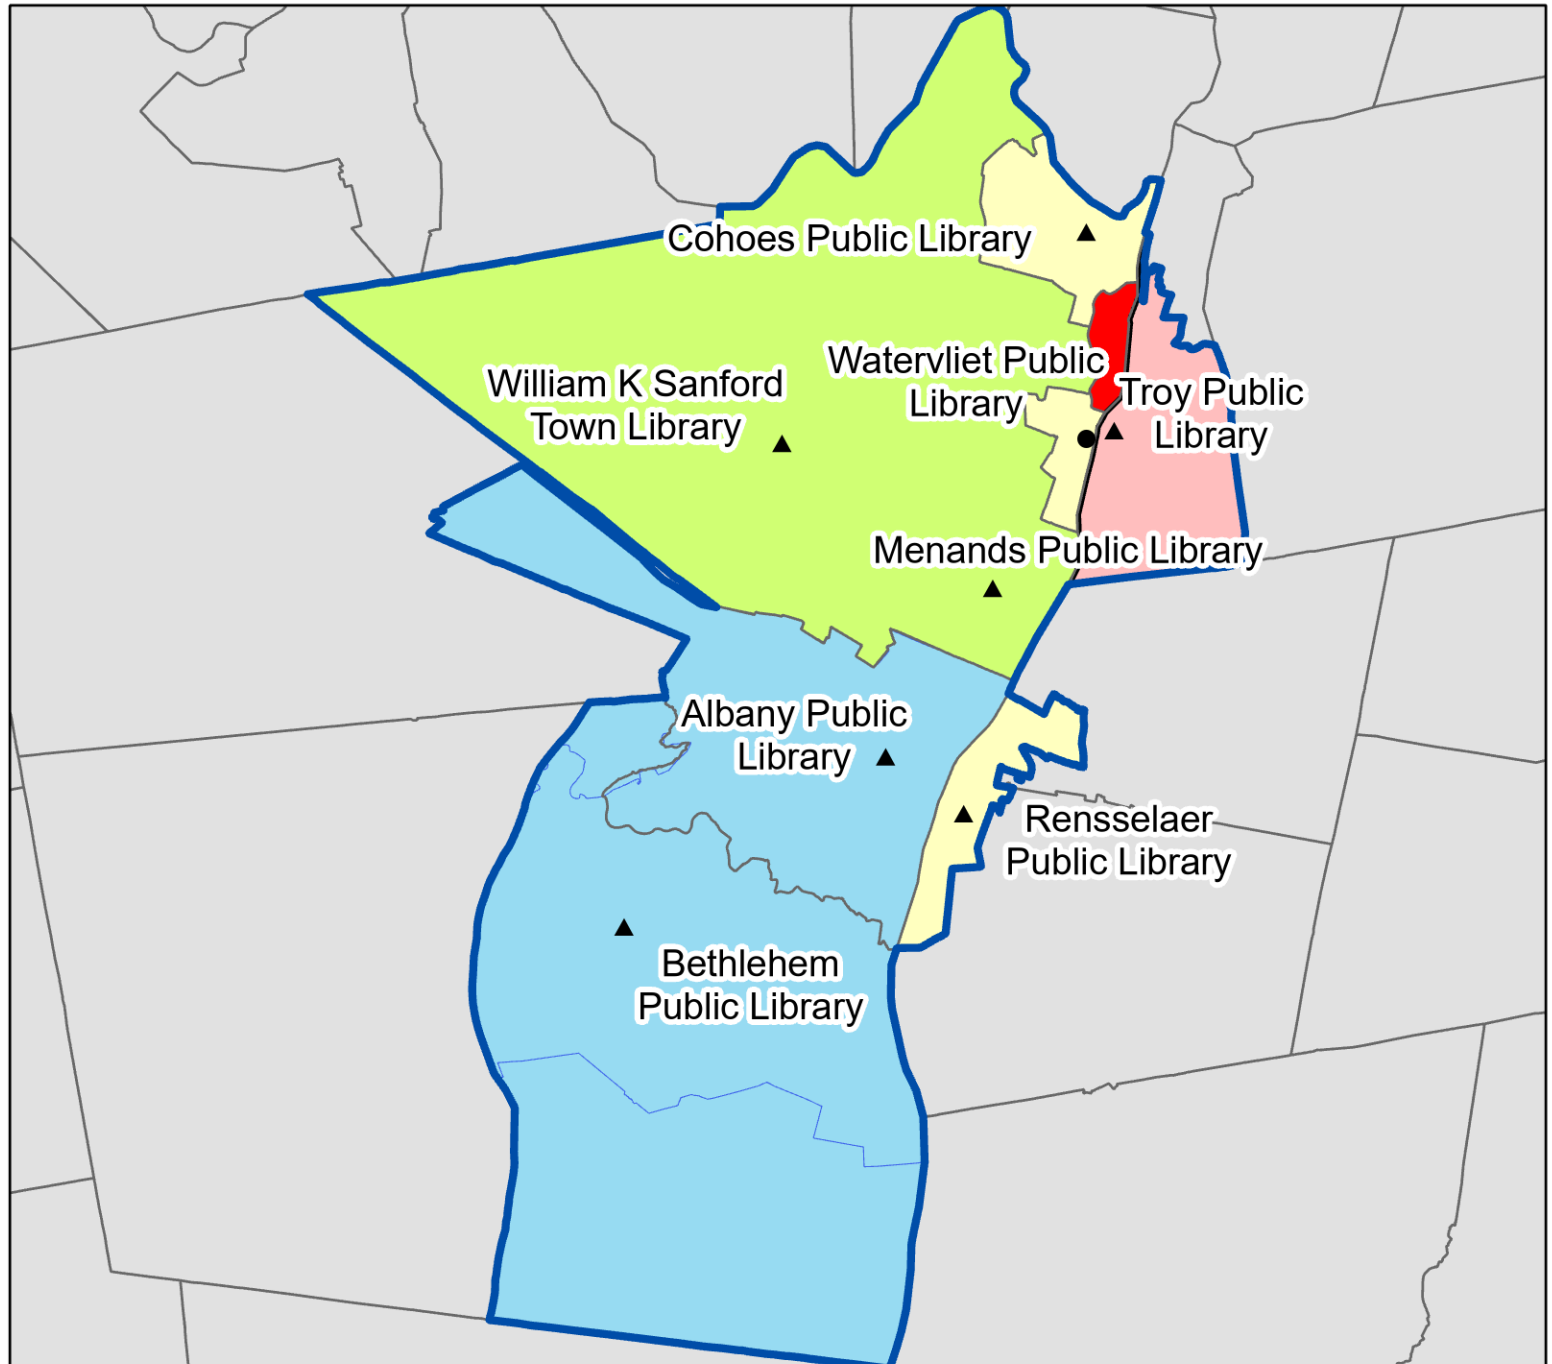 Cohoes Public Library
Watervliet Public
Library
William K Sanford
Town Library
Troy Public
Library
Menands Public Library
Albany Public
Library
Rensselaer
Public Library
Bethlehem
Public Library